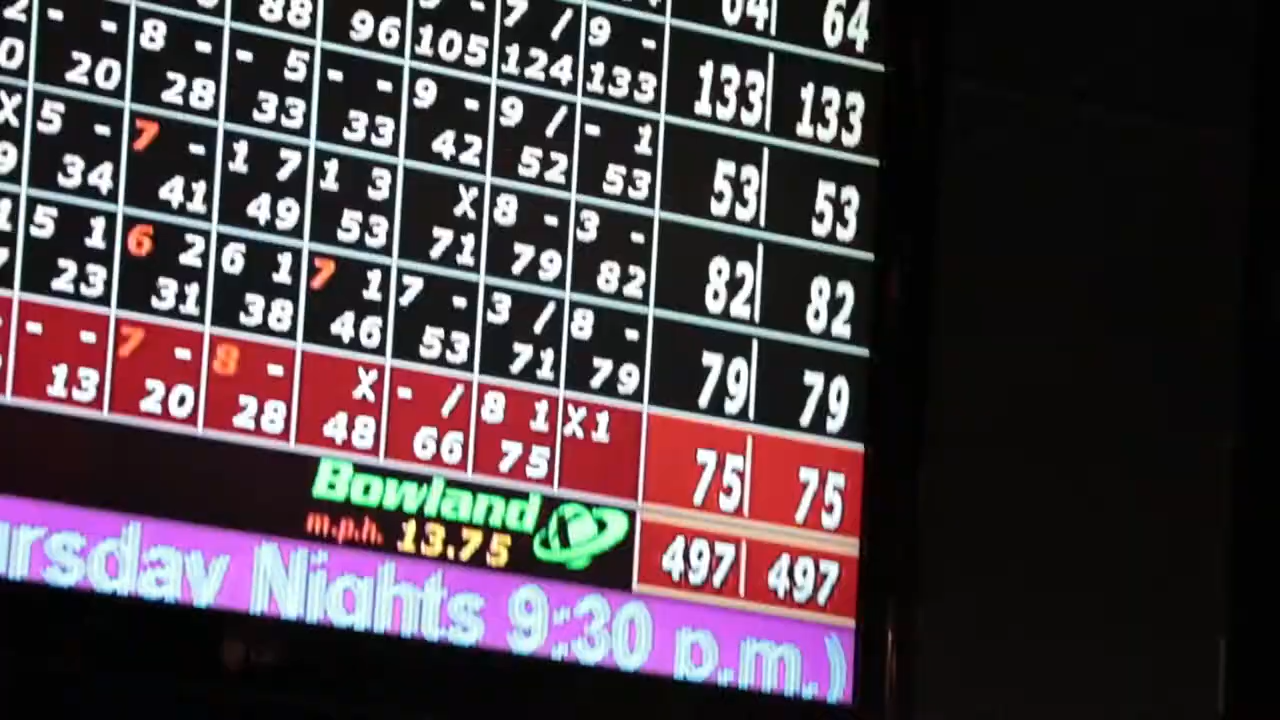 64 64
88 96 105 7 / 124 9 - 133 133 133
- - 20 8 - 28 - 5 33 - - 33 9 - 42 9 / 52 - 1 53 53 53
X 5 - 34 7 - 41 1 7 49 1 3 53 X 71 8 - 79 3 - 82 82 82
5 1 23 6 2 31 6 1 38 7 1 46 7 - 53 3 / 71 8 - 79 79 79
- - 13 7 - 20 8 - 28 X 48 - / 66 8 1 75 X1 75 75
Bowland
m.p.h. 13.75 497 497
ursday Nights 9:30 p.m.)